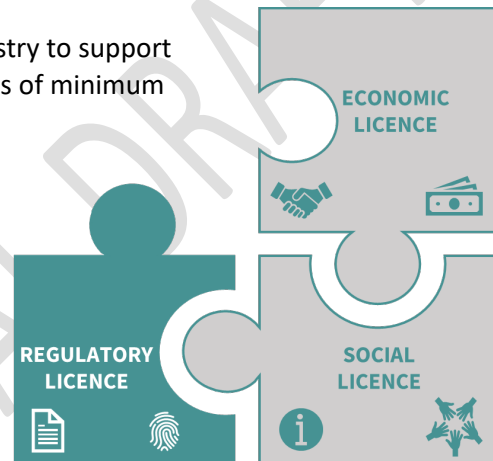 stry to support
s of minimum
ECONOMIC
LICENCE
REGULATORY
LICENCE
SOCIAL
LICENCE
i